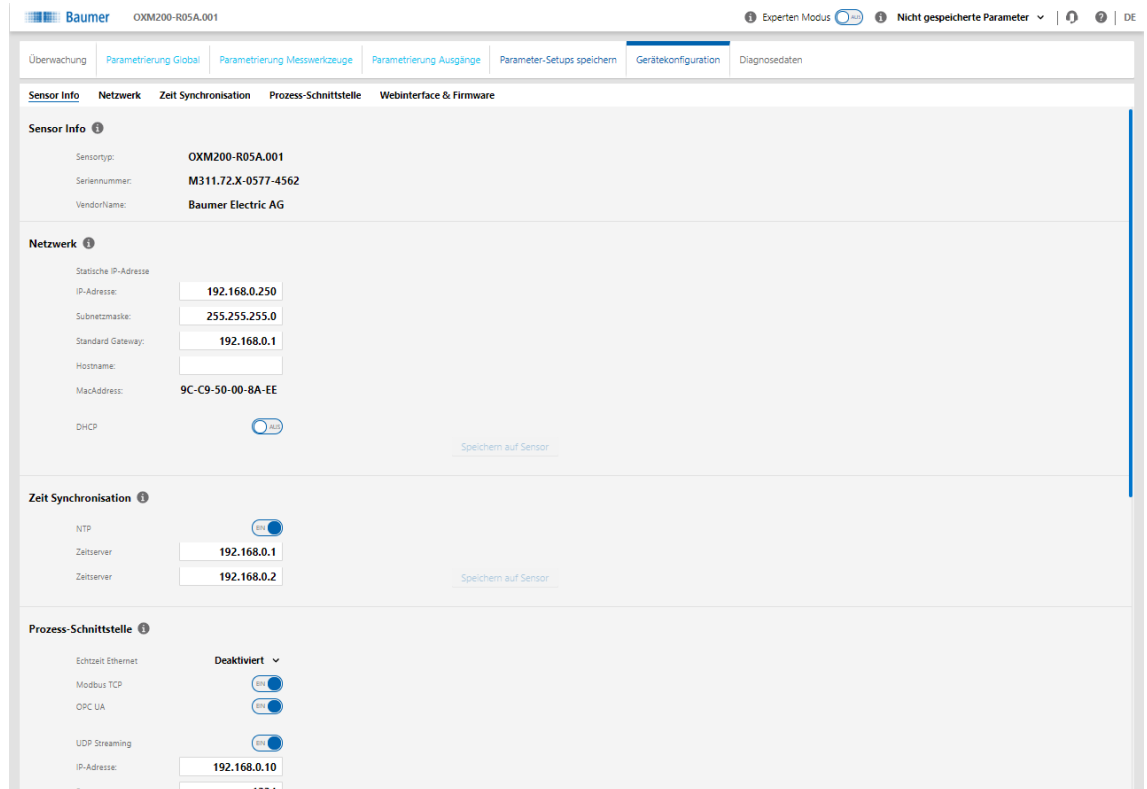 Baumer OXM200-R05A.001 Experten Modus AUS Nicht gespeicherte Parameter DE
Überwachung Parametrierung Global Parametrierung Messwerkzeuge Parametrierung Ausgänge Parameter-Setups speichern Gerätekonfiguration Diagnosedaten
Sensor Info Netzwerk Zeit Synchronisation Prozess-Schnittstelle Webinterface & Firmware
Sensor Info
Sensortyp: OXM200-R05A.001
Seriennummer: M311.72.X-0577-4562
VendorName: Baumer Electric AG
Netzwerk
Statische IP-Adresse
IP-Adresse: 192.168.0.250
Subnetzmaske: 255.255.255.0
Standard Gateway: 192.168.0.1
Hostname:
MacAddress: 9C-C9-50-00-8A-EE
DHCP AUS
Speichern auf Sensor
Zeit Synchronisation
NTP EN
Zeitserver 192.168.0.1
Zeitserver 192.168.0.2 Speichern auf Sensor
Prozess-Schnittstelle
Echtzeit Ethernet Deaktiviert
Modbus TCP EN
OPC UA EN
UDP Streaming EN
IP-Adresse: 192.168.0.10